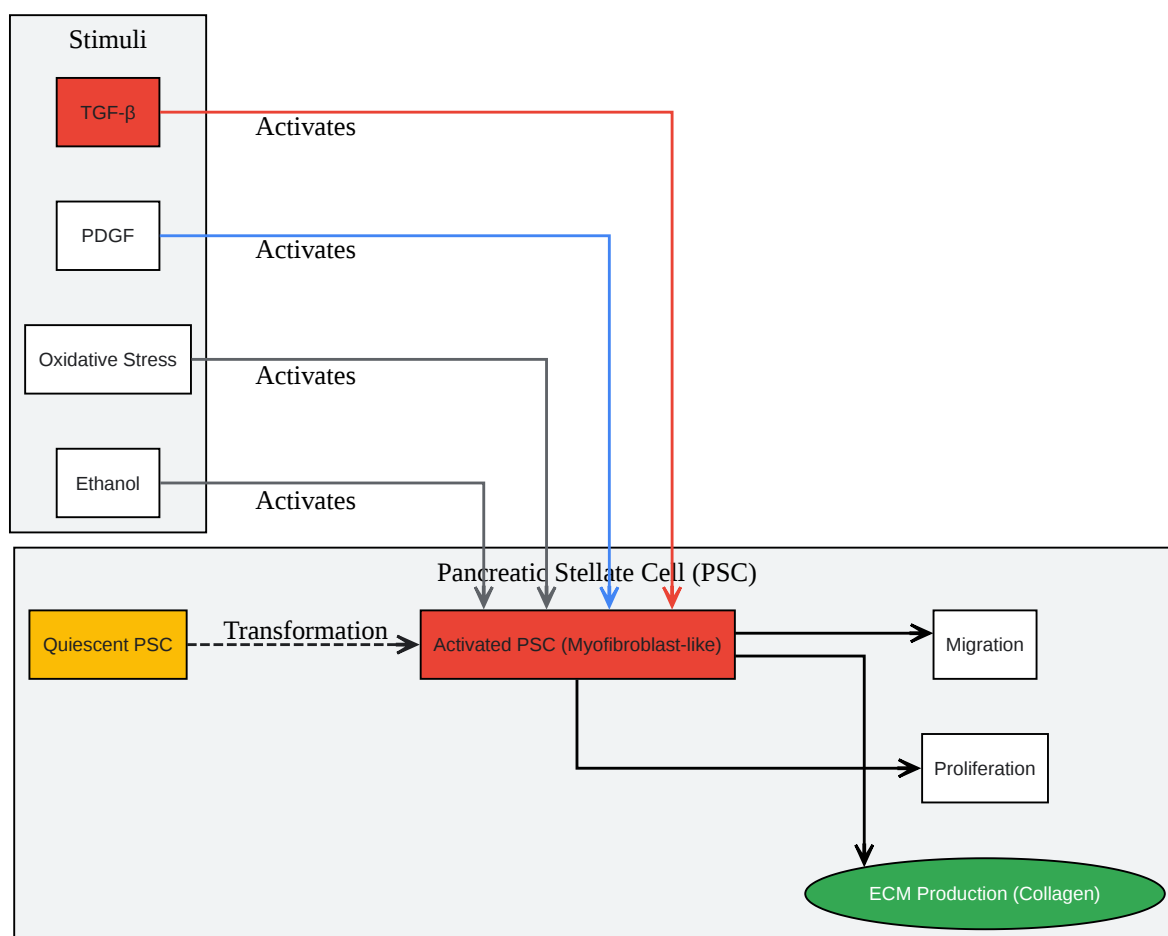 Stimuli
TGF-β
Activates
PDGF
Activates
Oxidative Stress
Activates
Ethanol
Activates
Pancreatic Stellate Cell (PSC)
Quiescent PSC
Transformation
Activated PSC (Myofibroblast-like)
Migration
Proliferation
ECM Production (Collagen)